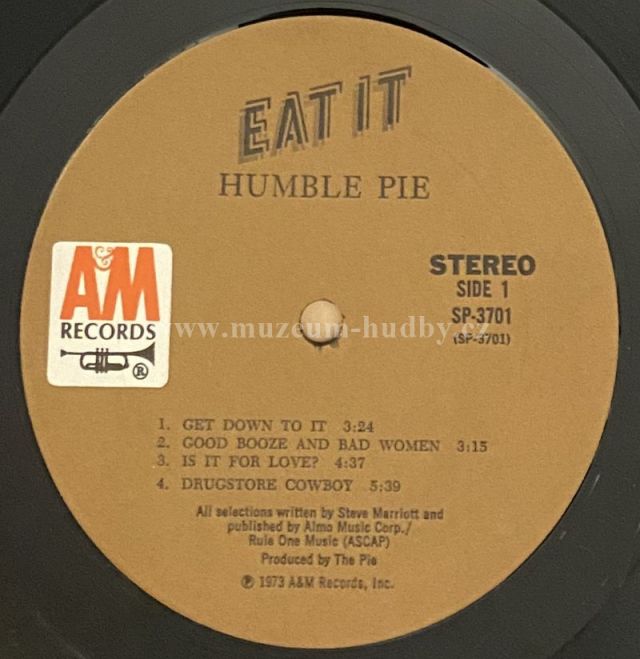 EAT IT
HUMBLE PIE
A&M
RECORDS
®
STEREO
SIDE 1
SP-3701
(SP-3701)
www.muzeum-hudby.cz
1. GET DOWN TO IT 3:24
2. GOOD BOOZE AND BAD WOMEN 3:15
3. IS IT FOR LOVE? 4:37
4. DRUGSTORE COWBOY 5:39
All selections written by Steve Marriott and
published by Almo Music Corp./
Rule One Music (ASCAP)
Produced by The Pie
℗ 1973 A&M Records, Inc.